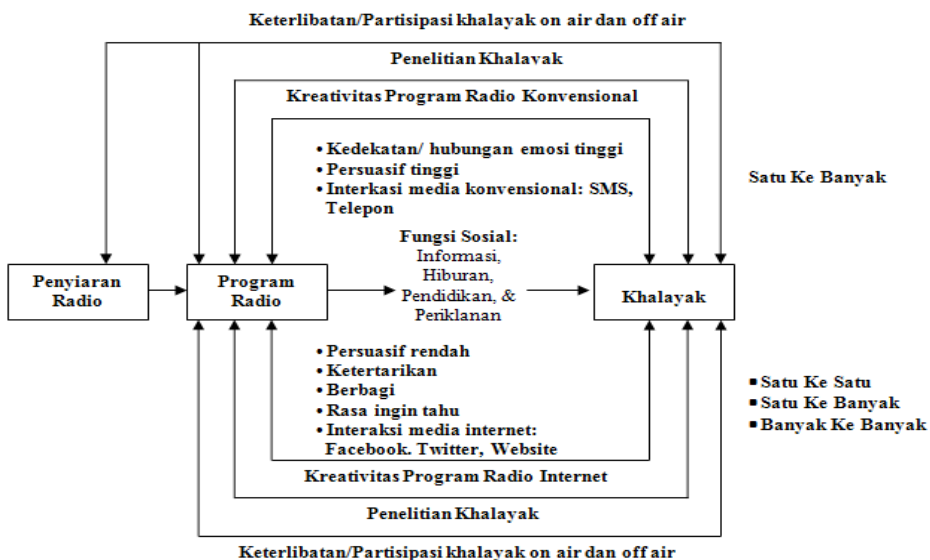 Keterlibatan/Partisipasi khalayak on air dan off air
Penelitian Khalayak
Kreativitas Program Radio Konvensional
• Kedekatan/ hubungan emosi tinggi
• Persuasif tinggi
• Interkasi media konvensional: SMS,
Telepon
Satu Ke Banyak
Fungsi Sosial:
Informasi,
Hiburan,
Pendidikan, &
Periklanan
Penyiaran
Radio
Program
Radio
Khalayak
• Persuasif rendah
• Ketertarikan
• Berbagi
• Rasa ingin tahu
• Interaksi media internet:
Facebook. Twitter, Website
▪ Satu Ke Satu
▪ Satu Ke Banyak
▪ Banyak Ke Banyak
Kreativitas Program Radio Internet
Penelitian Khalayak
Keterlibatan/Partisipasi khalayak on air dan off air